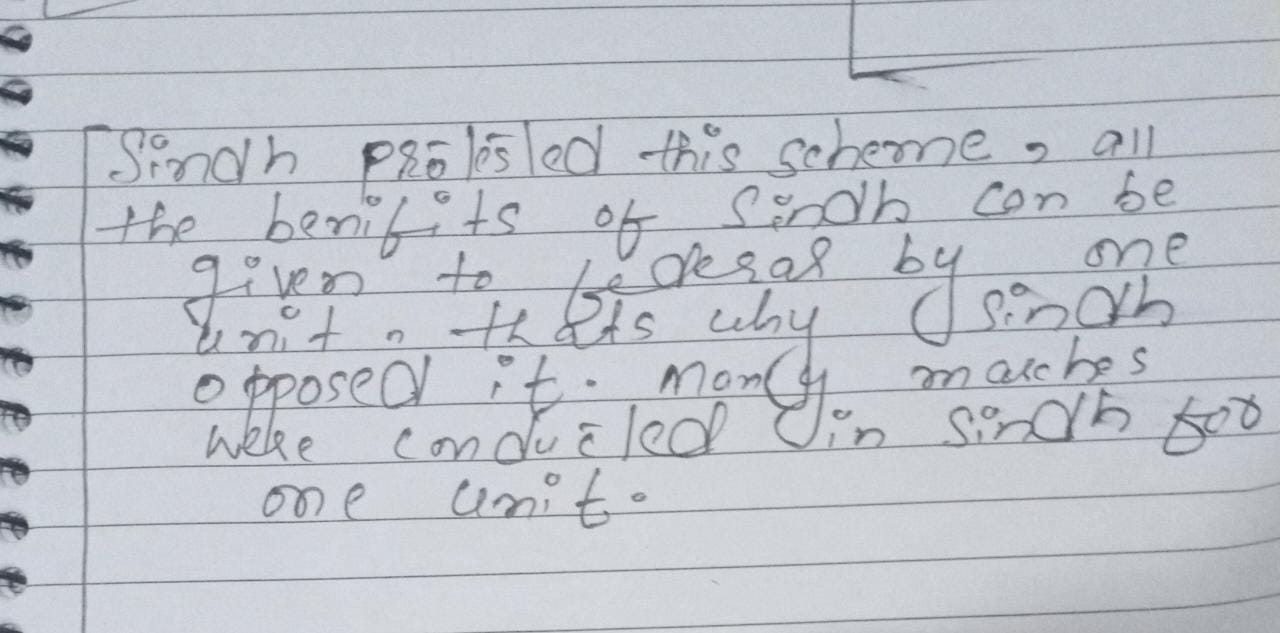 Sindh protested this scheme, all
the benifits of Sindh can be
given to federal by one
unit, thats why Sindh
opposed it. Many marches
were conducted in Sindh for
one unit.